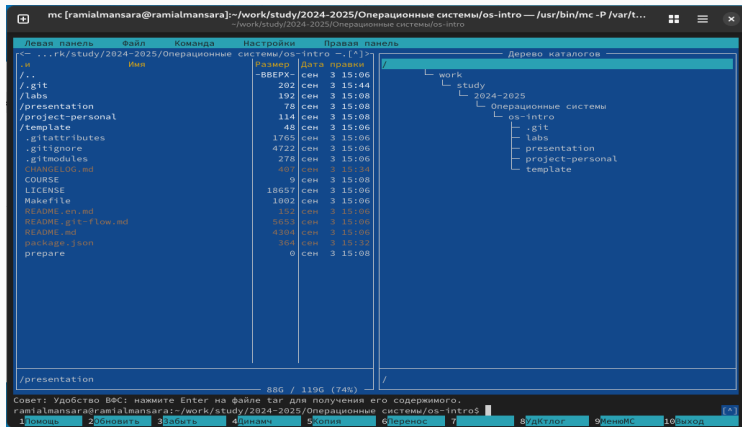 mc [ramialmansara@ramialmansara]:~/work/study/2024-2025/Операционные системы/os-intro — /usr/bin/mc -P /var/t...
~/work/study/2024-2025/Операционные системы/os-intro
Левая панель Файл Команда Настройки Правая панель
<— ...rk/study/2024-2025/Операционные системы/os-intro —.[^]> Дерево каталогов
.и Имя Размер Дата правки /
/.. -ВВЕРХ- сен 3 15:06 work
/.git 202 сен 3 15:44 study
/labs 192 сен 3 15:08 2024-2025
/presentation 78 сен 3 15:08 Операционные системы
/project-personal 114 сен 3 15:08 os-intro
/template 48 сен 3 15:06 .git
.gitattributes 1765 сен 3 15:06 labs
.gitignore 4722 сен 3 15:06 presentation
.gitmodules 278 сен 3 15:06 project-personal
CHANGELOG.md 407 сен 3 15:34 template
COURSE 9 сен 3 15:08
LICENSE 18657 сен 3 15:06
Makefile 1002 сен 3 15:06
README.en.md 152 сен 3 15:06
README.git-flow.md 5653 сен 3 15:06
README.md 4304 сен 3 15:06
package.json 364 сен 3 15:32
prepare 0 сен 3 15:08
/presentation /
88G / 119G (74%)
Совет: Удобство ВФС: нажмите Enter на файле tar для получения его содержимого.
ramialmansara@ramialmansara:~/work/study/2024-2025/Операционные системы/os-intro$ [^]
1Помощь 2Обновить 3Забыть 4Динамич 5Копия 6Перенос 7 8УдКтлог 9МенюMC 10Выход